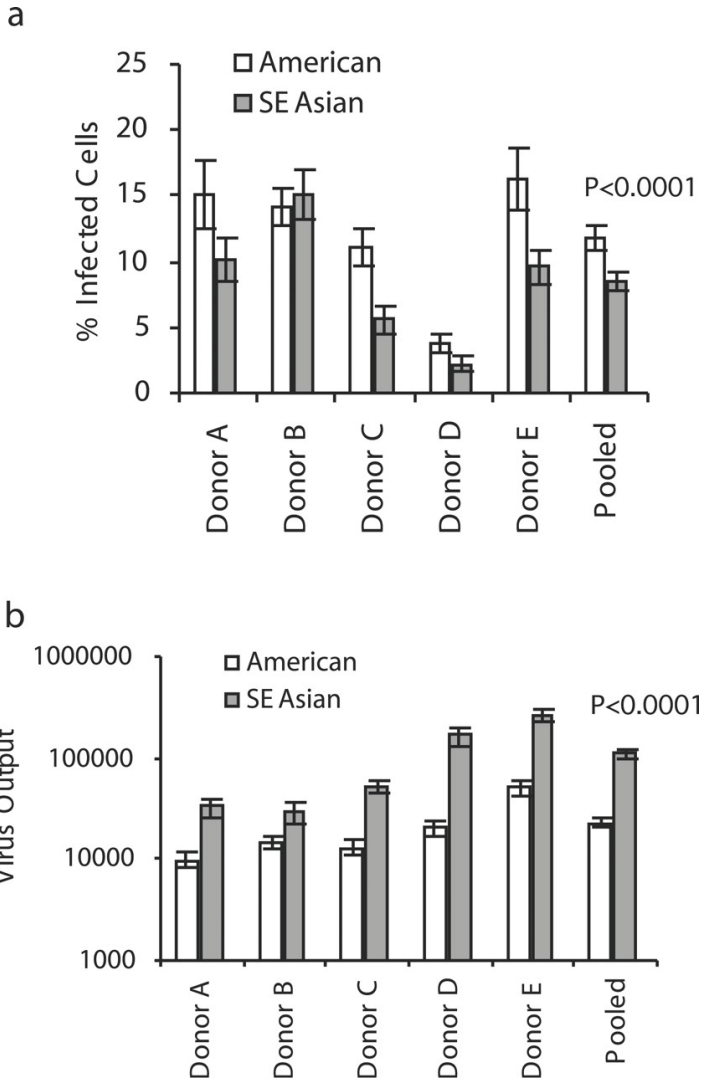 a
25
20
15
10
5
0
% Infected Cells
American
SE Asian
P<0.0001
Donor A
Donor B
Donor C
Donor D
Donor E
Pooled
b
1000000
100000
10000
1000
Virus Output
American
SE Asian
P<0.0001
Donor A
Donor B
Donor C
Donor D
Donor E
Pooled